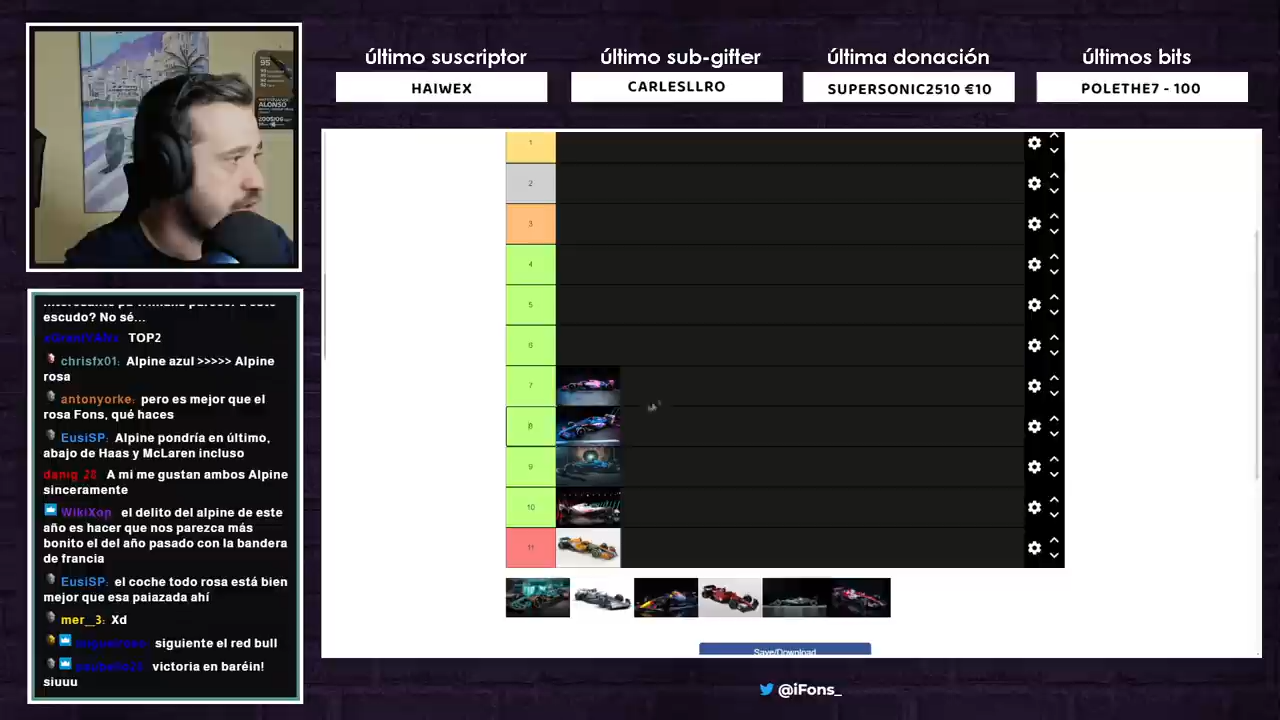 último suscriptor
último sub-gifter
última donación
últimos bits
HAIWEX
CARLESLLRO
SUPERSONIC2510 €10
POLETHE7 - 100
95
ALONSO
1
2
3
4
5
6
7
8
9
10
11
escudo? No sé...
TOP2
chrisfx01: Alpine azul >>>>> Alpine
rosa
antonyorke: pero es mejor que el
rosa Fons, qué haces
EusiSP: Alpine pondría en último,
abajo de Haas y McLaren incluso
danig_28 A mi me gustan ambos Alpine
sinceramente
WikiXop: el delito del alpine de este
año es hacer que nos parezca más
bonito el del año pasado con la bandera
de francia
EusiSP: el coche todo rosa está bien
mejor que esa paiazada ahí
mer__3: Xd
siguiente el red bull
victoria en baréin!
siuuu
Save/Download
@iFons_